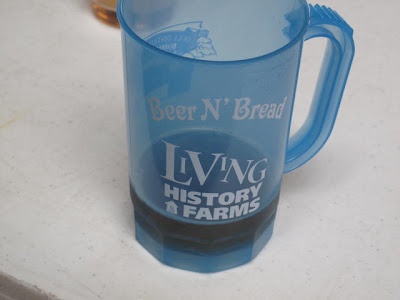 Beer N' Bread
LiViNG
HISTORY
FARMS